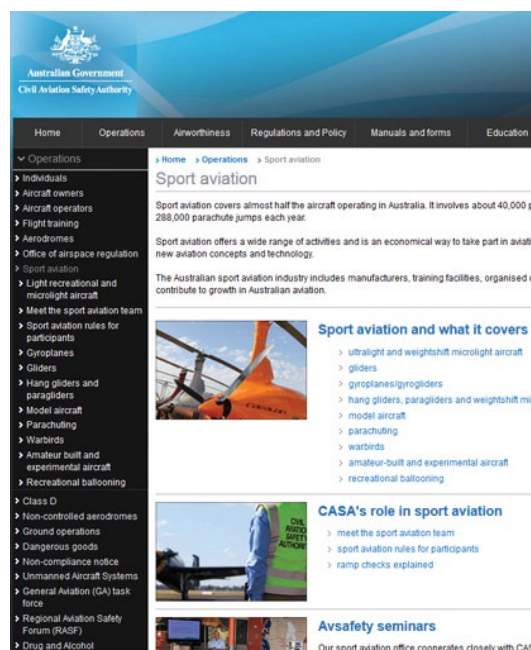 Australian Government
Civil Aviation Safety Authority
Home Operations Airworthiness Regulations and Policy Manuals and forms Education
Operations
Individuals
Aircraft owners
Aircraft operators
Flight training
Aerodromes
Office of airspace regulation
Sport aviation
Light recreational and
microlight aircraft
Meet the sport aviation team
Sport aviation rules for
participants
Gyroplanes
Gliders
Hang gliders and
paragliders
Model aircraft
Parachuting
Warbirds
Amateur built and
experimental aircraft
Recreational ballooning
Class D
Non-controlled aerodromes
Ground operations
Dangerous goods
Non-compliance notice
Unmanned Aircraft Systems
General Aviation (GA) task
force
Regional Aviation Safety
Forum (RASF)
Drug and Alcohol
Home Operations Sport aviation
Sport aviation
Sport aviation covers almost half the aircraft operating in Australia. It involves about 40,000 p
288,000 parachute jumps each year.
Sport aviation offers a wide range of activities and is an economical way to take part in aviati
new aviation concepts and technology.
The Australian sport aviation industry includes manufacturers, training facilities, organised
contribute to growth in Australian aviation.
Sport aviation and what it covers
ultralight and weightshift microlight aircraft
gliders
gyroplanes/gyrogliders
hang gliders, paragliders and weightshift mi
model aircraft
parachuting
warbirds
amateur-built and experimental aircraft
recreational ballooning
CIVIL
AVIATION
SAFETY
AUTHORITY
CASA's role in sport aviation
meet the sport aviation team
sport aviation rules for participants
ramp checks explained
Avsafety seminars
Our sport aviation office cooperates closely with CAS